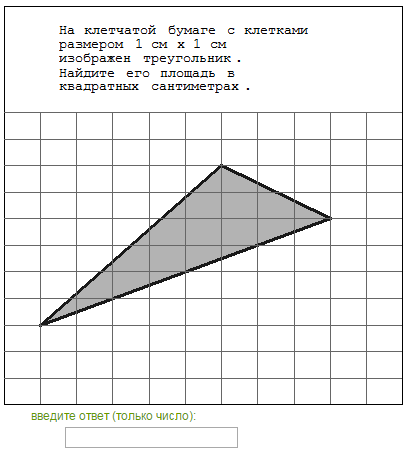 На клетчатой бумаге с клетками
размером 1 см x 1 см
изображен треугольник.
Найдите его площадь в
квадратных сантиметрах.
введите ответ (только число):